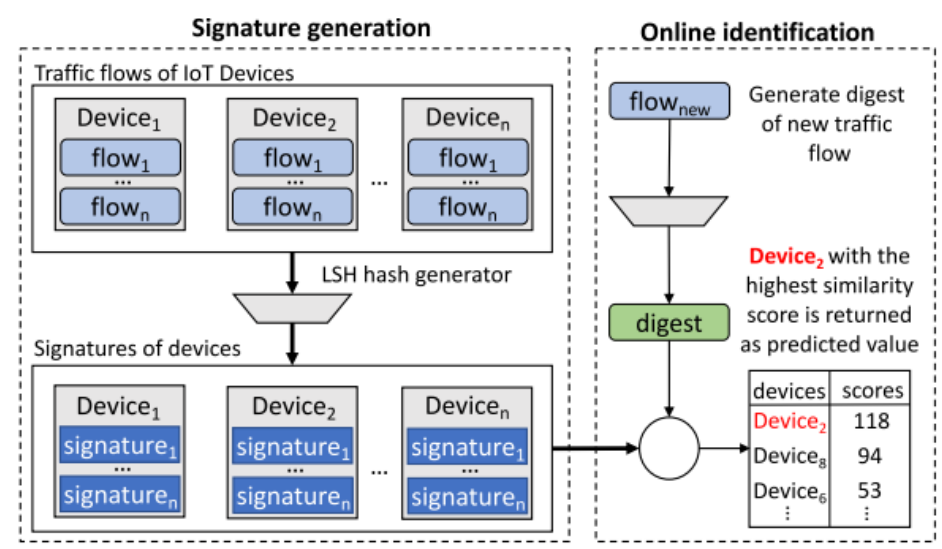 Signature generation
Traffic flows of IoT Devices
Device₁
flow₁
...
flowₙ
Device₂
flow₁
...
flowₙ
...
Deviceₙ
flow₁
...
flowₙ
LSH hash generator
Signatures of devices
Device₁
signature₁
...
signatureₙ
Device₂
signature₁
...
signatureₙ
...
Deviceₙ
signature₁
...
signatureₙ
Online identification
flowₙₑw
Generate digest
of new traffic
flow
Device₂ with the
highest similarity
score is returned
as predicted value
digest
devices scores
Device₂ 118
Device₈ 94
Device₆ 53
⋮ ⋮